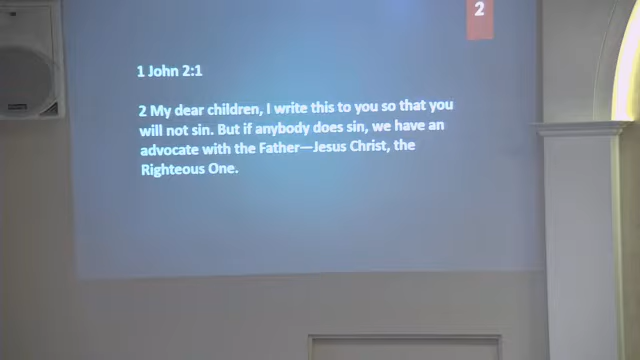 2
1 John 2:1
2 My dear children, I write this to you so that you
will not sin. But if anybody does sin, we have an
advocate with the Father—Jesus Christ, the
Righteous One.